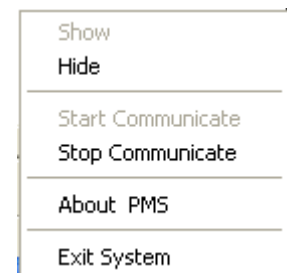 Show
Hide
Start Communicate
Stop Communicate
About PMS
Exit System